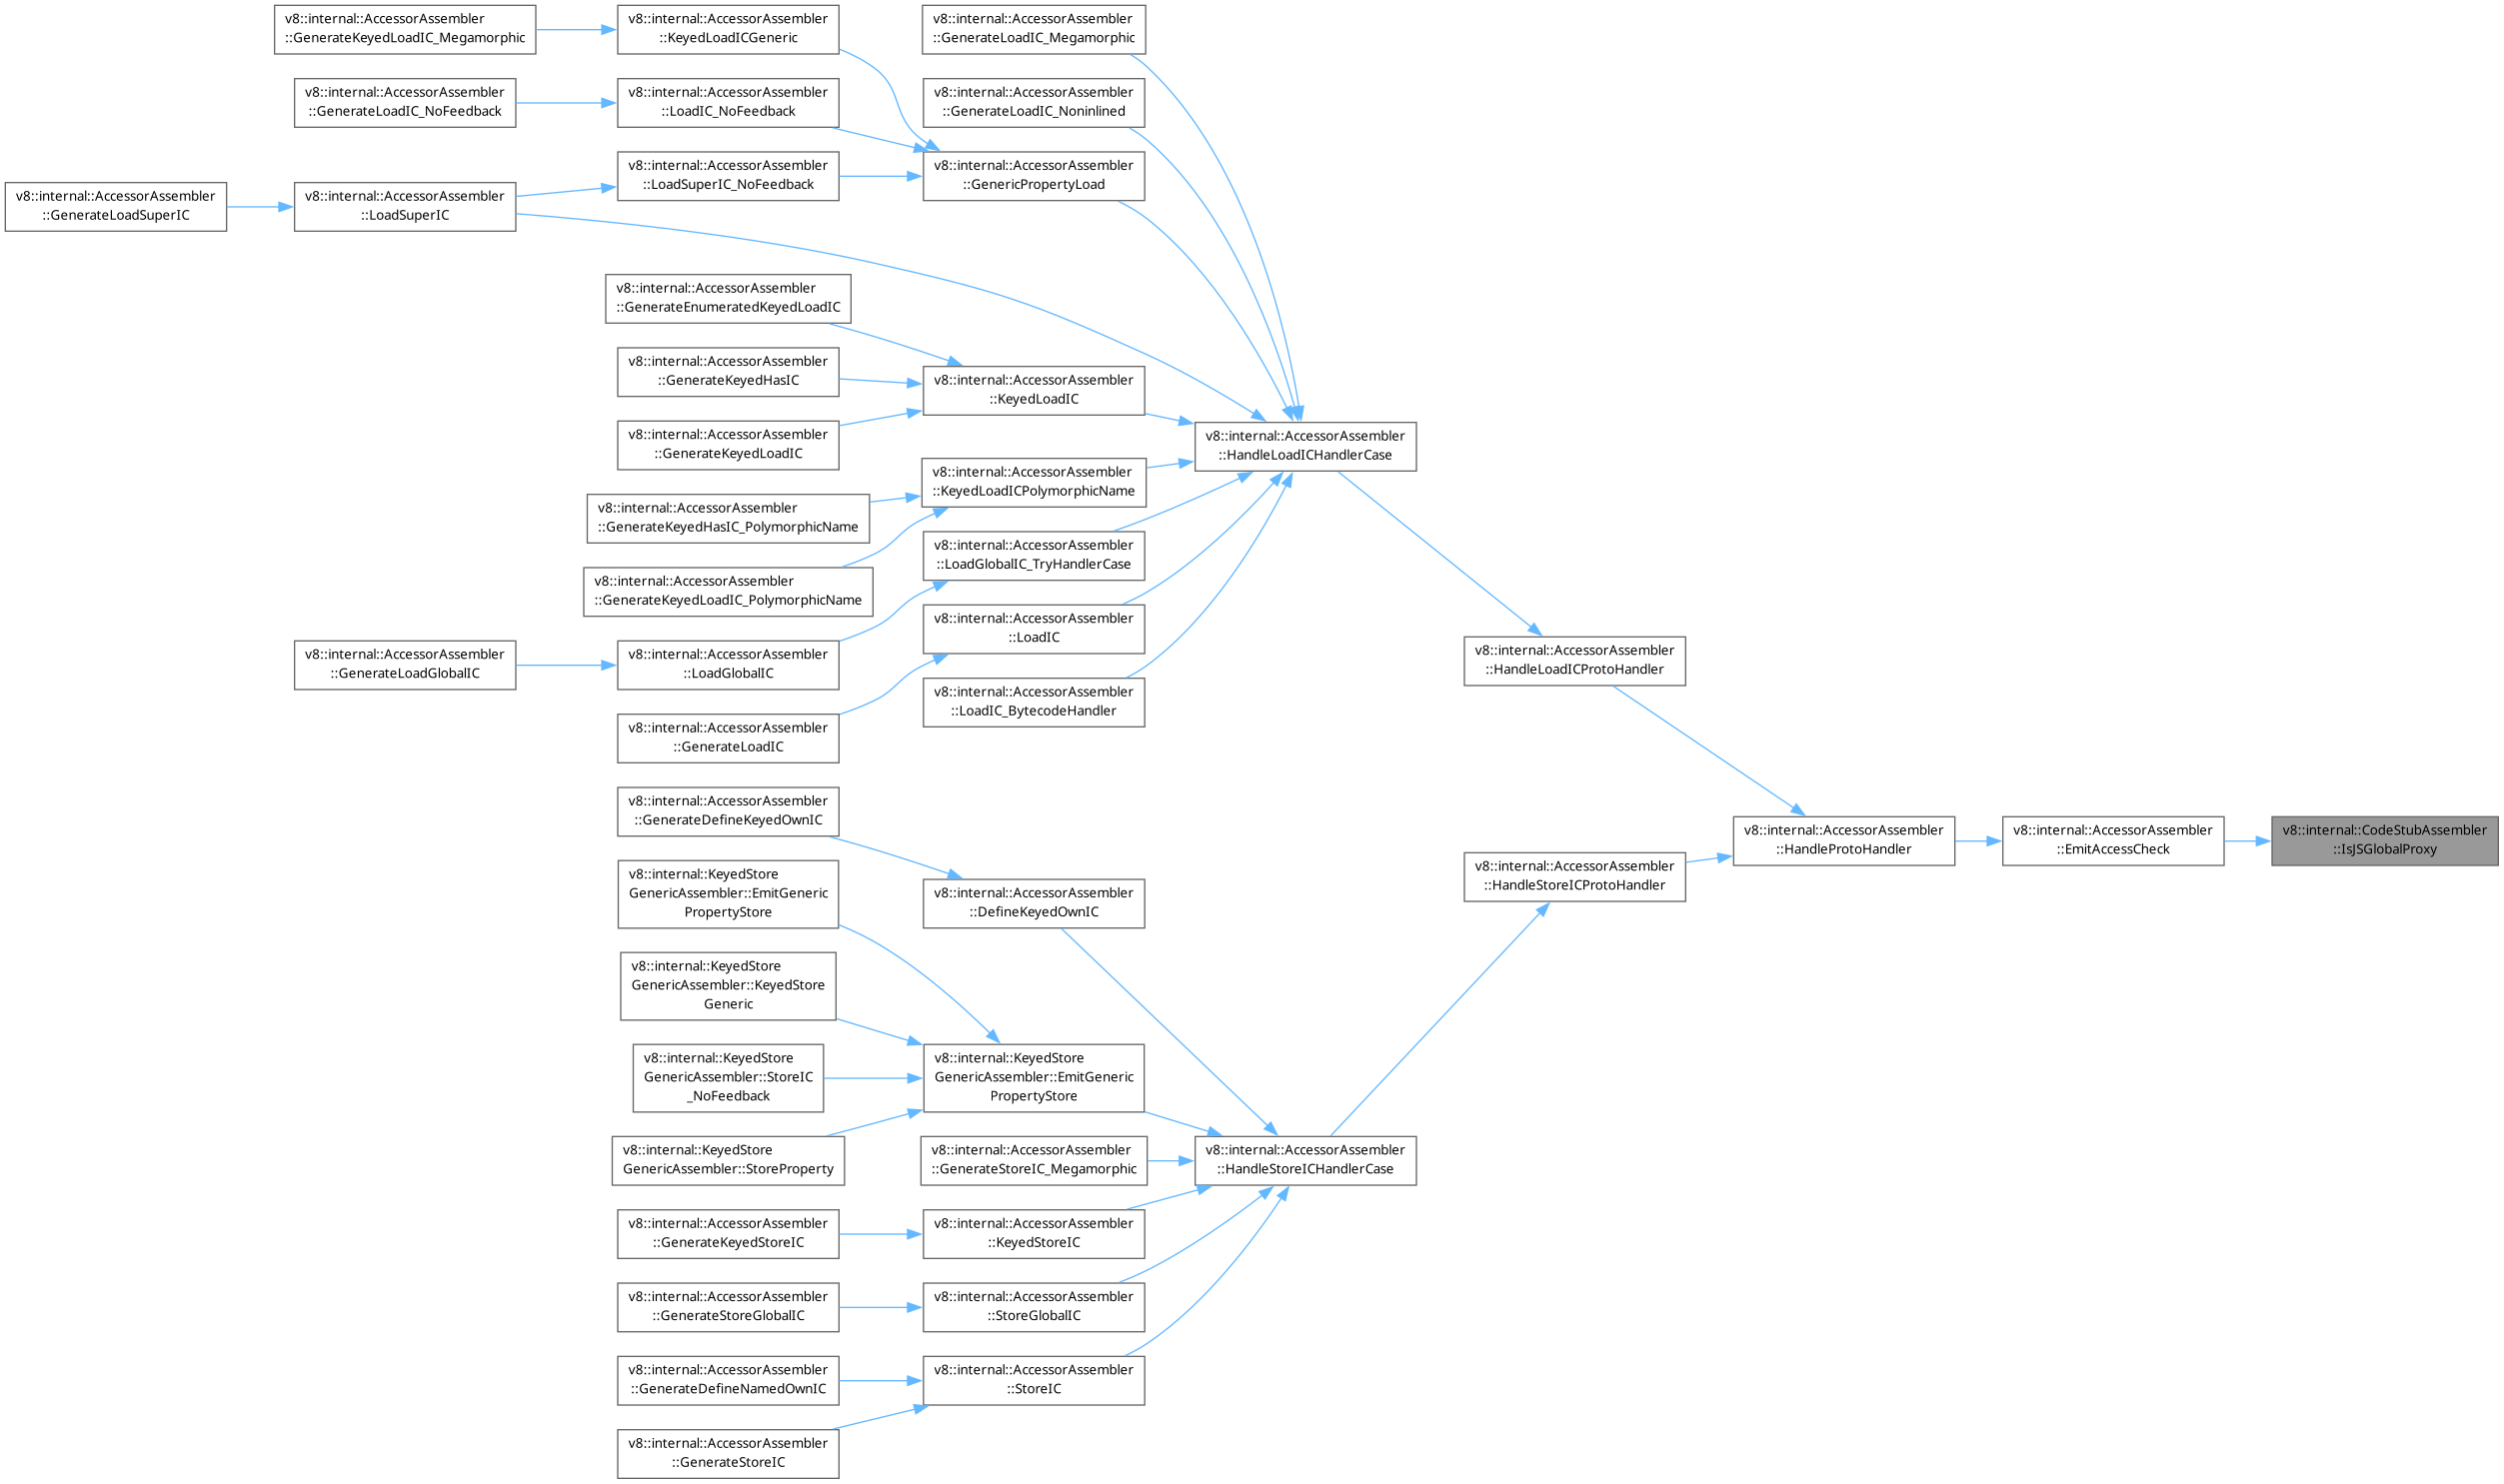 v8::internal::AccessorAssembler
::GenerateKeyedLoadIC_Megamorphic
v8::internal::AccessorAssembler
::KeyedLoadICGeneric
v8::internal::AccessorAssembler
::GenerateLoadIC_Megamorphic
v8::internal::AccessorAssembler
::GenerateLoadIC_NoFeedback
v8::internal::AccessorAssembler
::LoadIC_NoFeedback
v8::internal::AccessorAssembler
::GenerateLoadIC_Noninlined
v8::internal::AccessorAssembler
::GenerateLoadSuperIC
v8::internal::AccessorAssembler
::LoadSuperIC
v8::internal::AccessorAssembler
::LoadSuperIC_NoFeedback
v8::internal::AccessorAssembler
::GenericPropertyLoad
v8::internal::AccessorAssembler
::GenerateEnumeratedKeyedLoadIC
v8::internal::AccessorAssembler
::GenerateKeyedHasIC
v8::internal::AccessorAssembler
::KeyedLoadIC
v8::internal::AccessorAssembler
::GenerateKeyedLoadIC
v8::internal::AccessorAssembler
::HandleLoadICHandlerCase
v8::internal::AccessorAssembler
::KeyedLoadICPolymorphicName
v8::internal::AccessorAssembler
::GenerateKeyedHasIC_PolymorphicName
v8::internal::AccessorAssembler
::LoadGlobalIC_TryHandlerCase
v8::internal::AccessorAssembler
::GenerateKeyedLoadIC_PolymorphicName
v8::internal::AccessorAssembler
::LoadIC
v8::internal::AccessorAssembler
::GenerateLoadGlobalIC
v8::internal::AccessorAssembler
::LoadGlobalIC
v8::internal::AccessorAssembler
::HandleLoadICProtoHandler
v8::internal::AccessorAssembler
::LoadIC_BytecodeHandler
v8::internal::AccessorAssembler
::GenerateLoadIC
v8::internal::AccessorAssembler
::GenerateDefineKeyedOwnIC
v8::internal::AccessorAssembler
::HandleProtoHandler
v8::internal::AccessorAssembler
::EmitAccessCheck
v8::internal::CodeStubAssembler
::IsJSGlobalProxy
v8::internal::AccessorAssembler
::HandleStoreICProtoHandler
v8::internal::KeyedStore
GenericAssembler::EmitGeneric
PropertyStore
v8::internal::AccessorAssembler
::DefineKeyedOwnIC
v8::internal::KeyedStore
GenericAssembler::KeyedStore
Generic
v8::internal::KeyedStore
GenericAssembler::StoreIC
_NoFeedback
v8::internal::KeyedStore
GenericAssembler::EmitGeneric
PropertyStore
v8::internal::KeyedStore
GenericAssembler::StoreProperty
v8::internal::AccessorAssembler
::GenerateStoreIC_Megamorphic
v8::internal::AccessorAssembler
::HandleStoreICHandlerCase
v8::internal::AccessorAssembler
::GenerateKeyedStoreIC
v8::internal::AccessorAssembler
::KeyedStoreIC
v8::internal::AccessorAssembler
::GenerateStoreGlobalIC
v8::internal::AccessorAssembler
::StoreGlobalIC
v8::internal::AccessorAssembler
::GenerateDefineNamedOwnIC
v8::internal::AccessorAssembler
::StoreIC
v8::internal::AccessorAssembler
::GenerateStoreIC